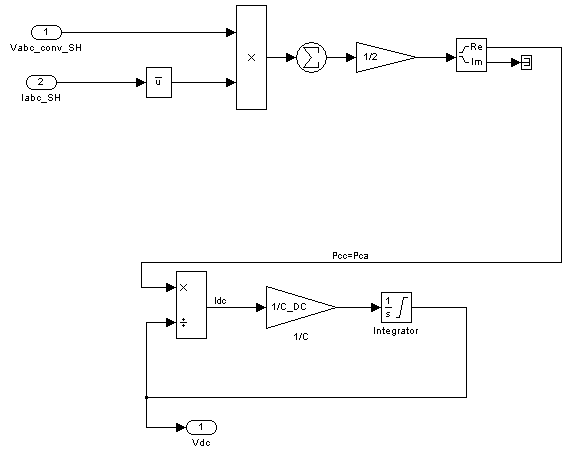 1
Vabc_conv_SH
2
Iabc_SH
u
×
Σ
1/2
Re
Im
Pcc=Pca
×
÷
Idc
1/C_DC
1/C
1
s
Integrator
1
Vdc